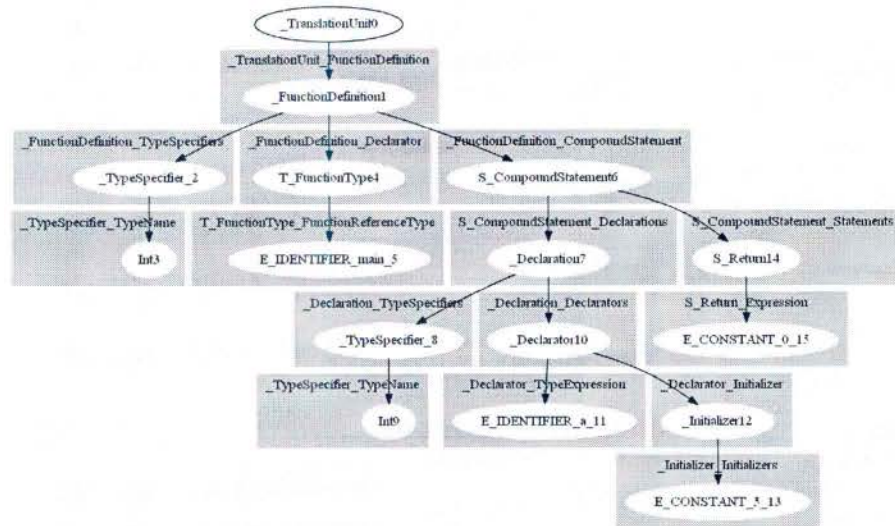 _TranslationUnit0
_TranslationUnit_FunctionDefinition
_FunctionDefinition1
_FunctionDefinition_TypeSpecifiers
_FunctionDefinition_Declarator
_FunctionDefinition_CompoundStatement
_TypeSpecifier_2
T_FunctionType4
S_CompoundStatement6
_TypeSpecifier_TypeName
T_FunctionType_FunctionReferenceType
S_CompoundStatement_Declarations
S_CompoundStatement_Statements
Int3
E_IDENTIFIER_main_5
_Declaration7
S_Return14
_Declaration_TypeSpecifiers
_Declaration_Declarators
S_Return_Expression
_TypeSpecifier_8
_Declarator10
E_CONSTANT_0_15
_TypeSpecifier_TypeName
_Declarator_TypeExpression
_Declarator_Initializer
Int9
E_IDENTIFIER_a_11
_Initializer12
_Initializer_Initializers
E_CONSTANT_5_13